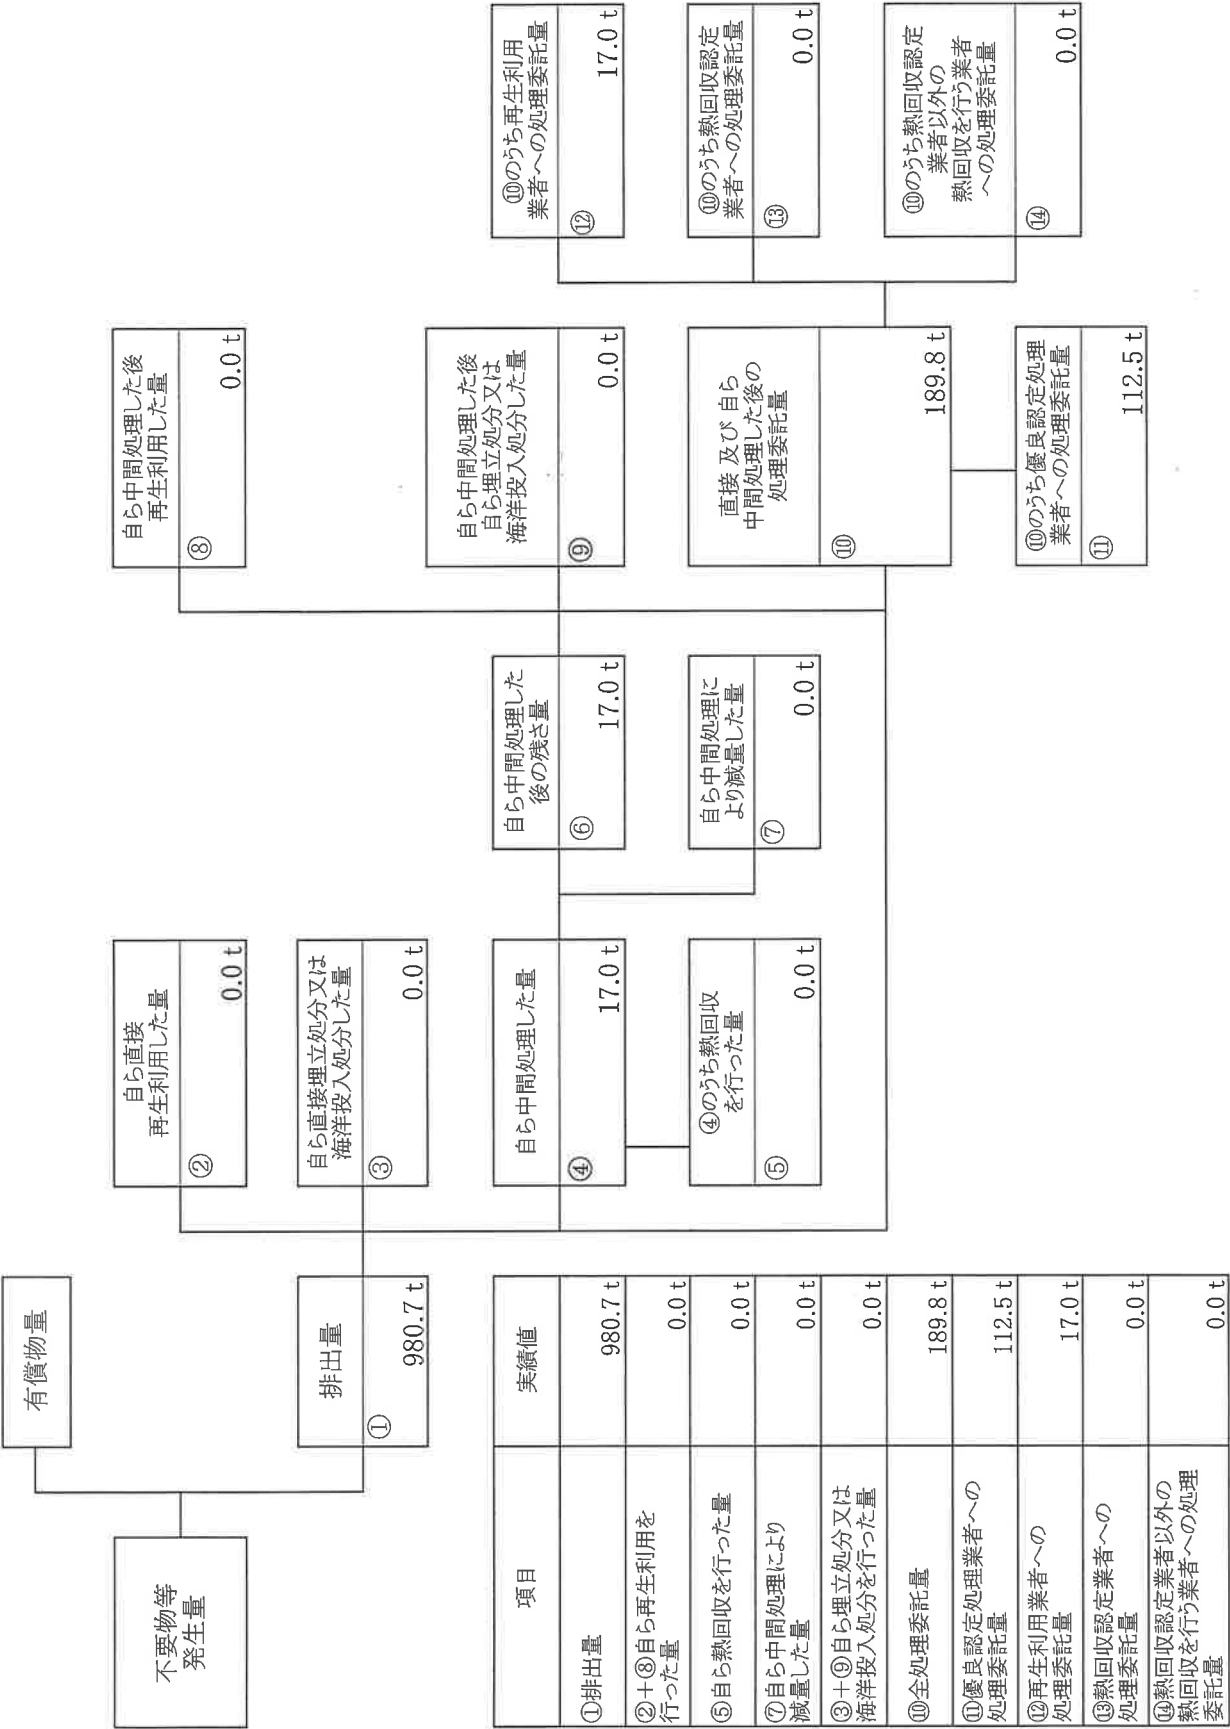 有償物量
不要物等
発生量
排出量
①
980.7 t
自ら直接
再生利用した量
②
0.0 t
自ら直接埋立処分又は
海洋投入処分した量
③
0.0 t
自ら中間処理した量
④
17.0 t
④のうち熱回収
を行った量
⑤
0.0 t
自ら中間処理した
後の残さ量
⑥
17.0 t
自ら中間処理に
より減量した量
⑦
0.0 t
自ら中間処理した後
再生利用した量
⑧
0.0 t
自ら中間処理した後
自ら埋立処分又は
海洋投入処分した量
⑨
0.0 t
直接 及び 自ら
中間処理した後の
処理委託量
⑩
189.8 t
⑩のうち優良認定処理
業者への処理委託量
⑪
112.5 t
⑩のうち再生利用
業者への処理委託量
⑫
17.0 t
⑩のうち熱回収認定
業者への処理委託量
⑬
0.0 t
⑩のうち熱回収認定
業者以外の
熱回収を行う業者
への処理委託量
⑭
0.0 t
項目 実績値
①排出量 980.7 t
②＋⑧自ら再生利用を
行った量 0.0 t
⑤自ら熱回収を行った量 0.0 t
⑦自ら中間処理により
減量した量 0.0 t
③＋⑨自ら埋立処分又は
海洋投入処分を行った量 0.0 t
⑩全処理委託量 189.8 t
⑪優良認定処理業者への
処理委託量 112.5 t
⑫再生利用業者への
処理委託量 17.0 t
⑬熱回収認定業者への
処理委託量 0.0 t
⑭熱回収認定業者以外の
熱回収を行う業者への処理
委託量 0.0 t